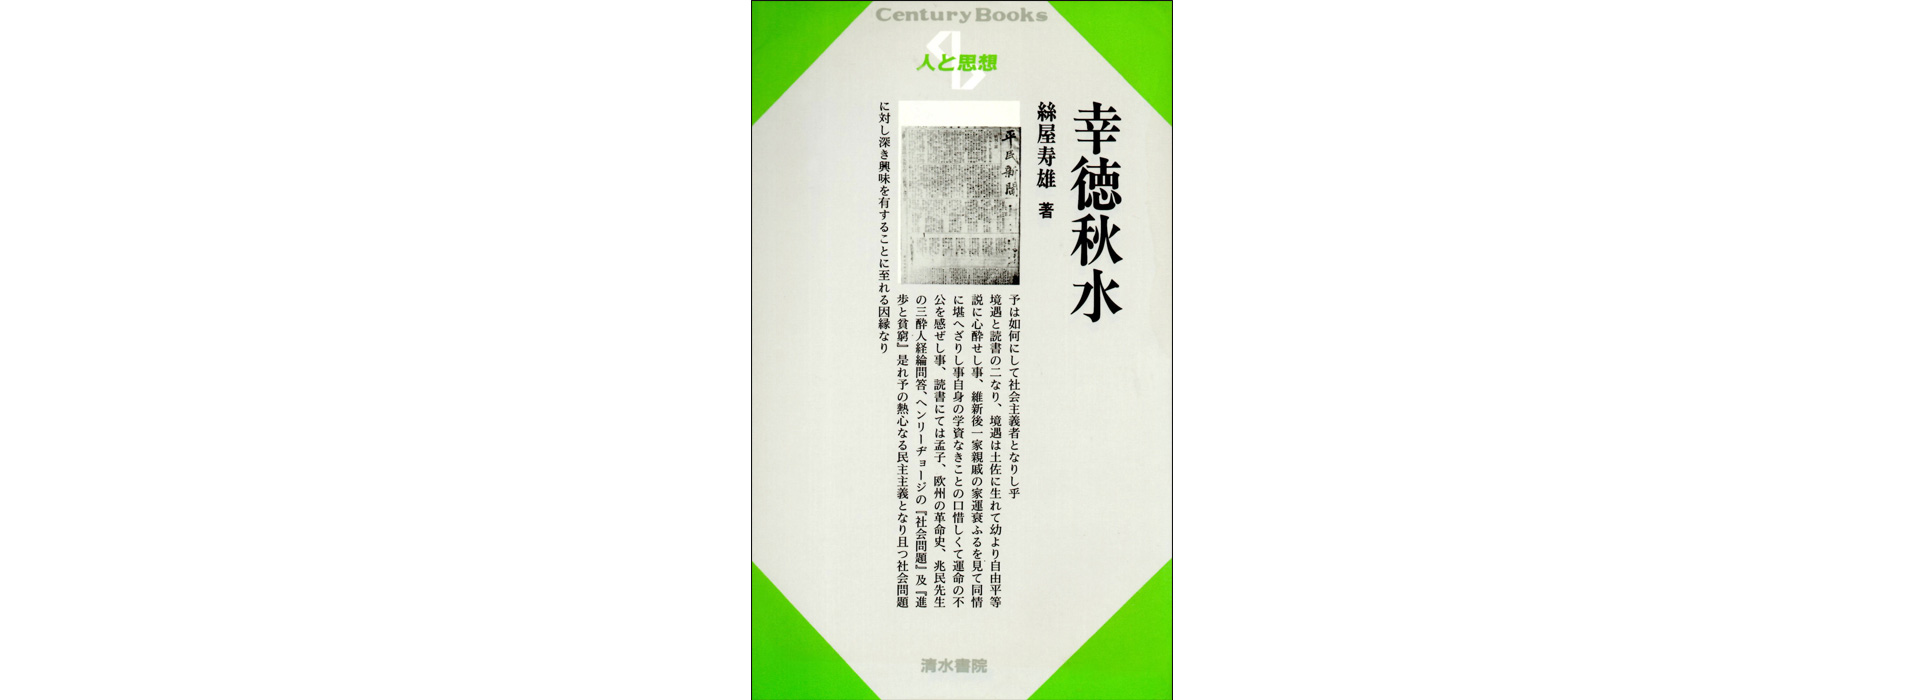 Century Books
人と思想
幸徳秋水
絲屋寿雄 著
平民新聞
予は如何にして社会主義者となりし乎
境遇と読書の二なり、境遇は土佐に生れて幼より自由平等
説に心酔せし事、維新後一家親戚の家運衰ふるを見て同情
に堪へざりし事自身の学資なきことの口惜しくて運命の不
公を感ぜし事、読書にては孟子、欧州の革命史、兆民先生
の三酔人経綸問答、ヘンリーヂョージの『社会問題』及『進
歩と貧窮』是れ予の熱心なる民主主義となり且つ社会問題
に対し深き興味を有することに至れる因縁なり
清水書院